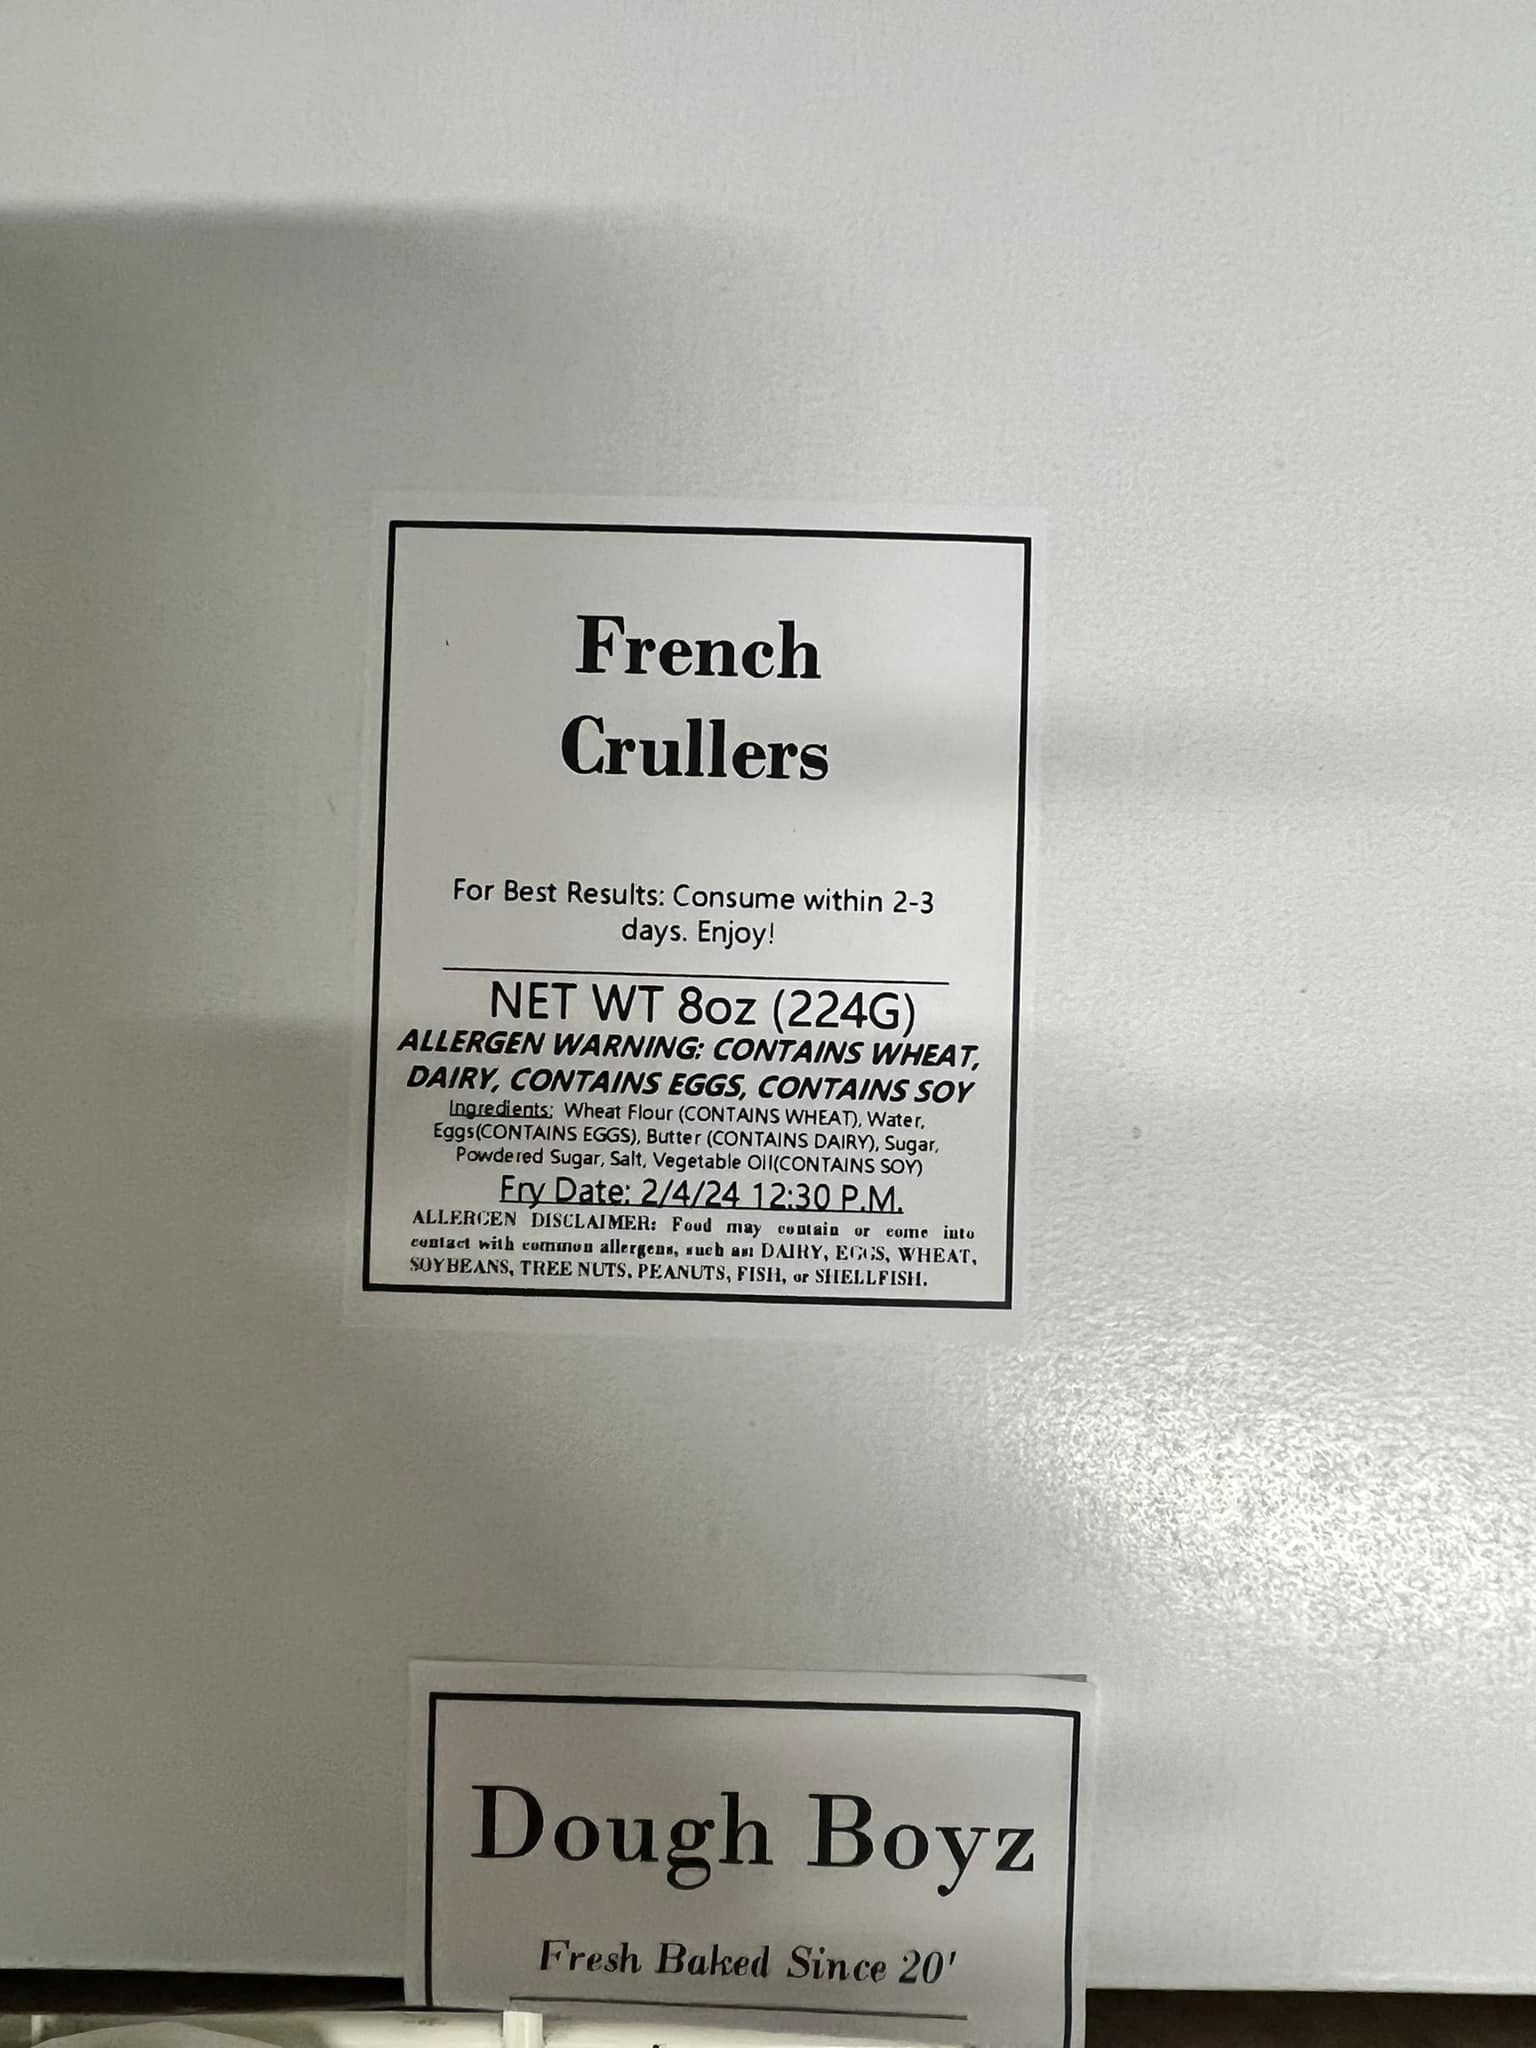 French
Crullers
For Best Results: Consume within 2-3
days. Enjoy!
NET WT 8oz (224G)
ALLERGEN WARNING: CONTAINS WHEAT,
DAIRY, CONTAINS EGGS, CONTAINS SOY
Ingredients: Wheat Flour (CONTAINS WHEAT), Water,
Eggs(CONTAINS EGGS), Butter (CONTAINS DAIRY), Sugar,
Powdered Sugar, Salt, Vegetable Oil(CONTAINS SOY)
Fry Date: 2/4/24 12:30 P.M.
ALLERGEN DISCLAIMER: Food may contain or come into
contact with common allergens, such as: DAIRY, EGGS, WHEAT,
SOYBEANS, TREE NUTS, PEANUTS, FISH, or SHELLFISH.
Dough Boyz
Fresh Baked Since 20'